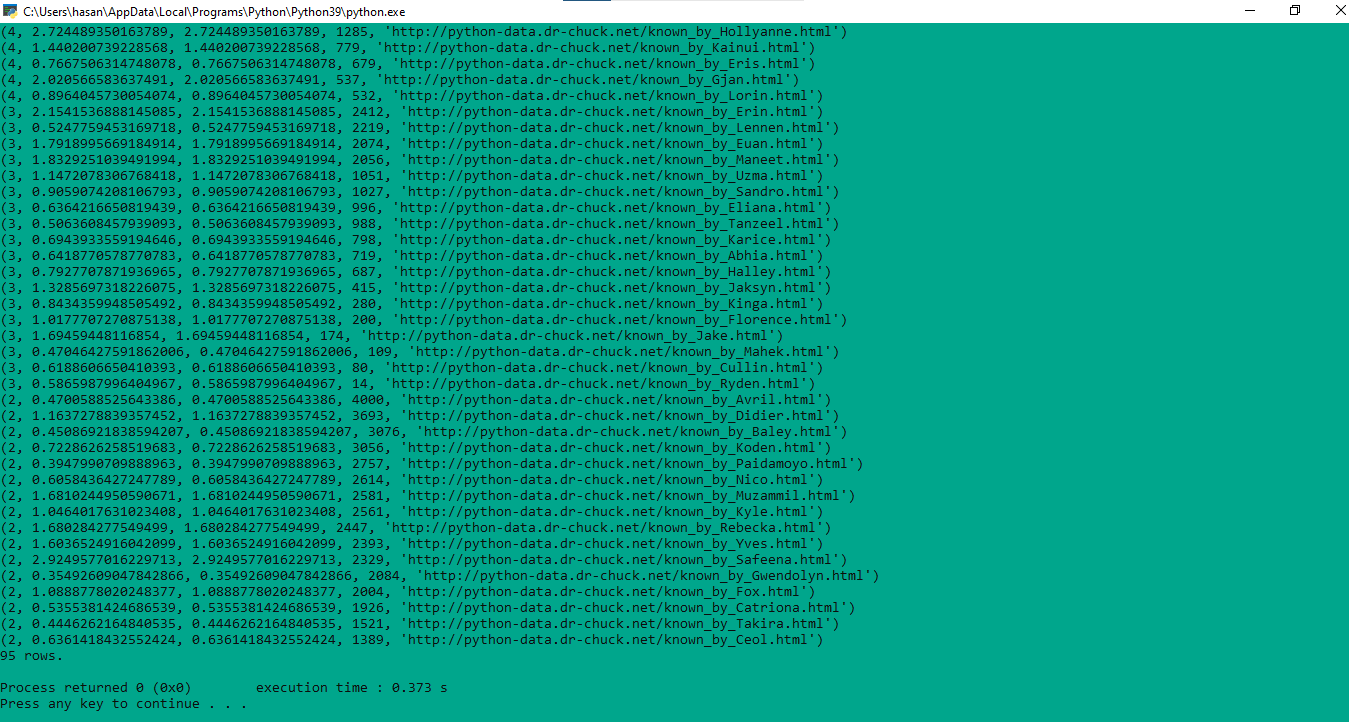 C:\Users\hasan\AppData\Local\Programs\Python\Python39\python.exe
(4, 2.724489350163789, 2.724489350163789, 1285, 'http://python-data.dr-chuck.net/known_by_Hollyanne.html')
(4, 1.440200739228568, 1.440200739228568, 779, 'http://python-data.dr-chuck.net/known_by_Kainui.html')
(4, 0.7667506314748078, 0.7667506314748078, 679, 'http://python-data.dr-chuck.net/known_by_Eris.html')
(4, 2.020566583637491, 2.020566583637491, 537, 'http://python-data.dr-chuck.net/known_by_Gjan.html')
(4, 0.8964045730054074, 0.8964045730054074, 532, 'http://python-data.dr-chuck.net/known_by_Lorin.html')
(3, 2.1541536888145085, 2.1541536888145085, 2412, 'http://python-data.dr-chuck.net/known_by_Erin.html')
(3, 0.5247759453169718, 0.5247759453169718, 2219, 'http://python-data.dr-chuck.net/known_by_Lennen.html')
(3, 1.7918995669184914, 1.7918995669184914, 2074, 'http://python-data.dr-chuck.net/known_by_Euan.html')
(3, 1.8329251039491994, 1.8329251039491994, 2056, 'http://python-data.dr-chuck.net/known_by_Maneet.html')
(3, 1.1472078306768418, 1.1472078306768418, 1051, 'http://python-data.dr-chuck.net/known_by_Uzma.html')
(3, 0.9059074208106793, 0.9059074208106793, 1027, 'http://python-data.dr-chuck.net/known_by_Sandro.html')
(3, 0.6364216650819439, 0.6364216650819439, 996, 'http://python-data.dr-chuck.net/known_by_Eliana.html')
(3, 0.5063608457939093, 0.5063608457939093, 988, 'http://python-data.dr-chuck.net/known_by_Tanzeel.html')
(3, 0.6943933559194646, 0.6943933559194646, 798, 'http://python-data.dr-chuck.net/known_by_Karice.html')
(3, 0.6418770578770783, 0.6418770578770783, 719, 'http://python-data.dr-chuck.net/known_by_Abhia.html')
(3, 0.7927707871936965, 0.7927707871936965, 687, 'http://python-data.dr-chuck.net/known_by_Halley.html')
(3, 1.3285697318226075, 1.3285697318226075, 415, 'http://python-data.dr-chuck.net/known_by_Jaksyn.html')
(3, 0.8434359948505492, 0.8434359948505492, 280, 'http://python-data.dr-chuck.net/known_by_Kinga.html')
(3, 1.0177707270875138, 1.0177707270875138, 200, 'http://python-data.dr-chuck.net/known_by_Florence.html')
(3, 1.69459448116854, 1.69459448116854, 174, 'http://python-data.dr-chuck.net/known_by_Jake.html')
(3, 0.47046427591862006, 0.47046427591862006, 109, 'http://python-data.dr-chuck.net/known_by_Mahek.html')
(3, 0.6188606650410393, 0.6188606650410393, 80, 'http://python-data.dr-chuck.net/known_by_Cullin.html')
(3, 0.5865987996404967, 0.5865987996404967, 14, 'http://python-data.dr-chuck.net/known_by_Ryden.html')
(2, 0.4700588525643386, 0.4700588525643386, 4000, 'http://python-data.dr-chuck.net/known_by_Avril.html')
(2, 1.1637278839357452, 1.1637278839357452, 3693, 'http://python-data.dr-chuck.net/known_by_Didier.html')
(2, 0.45086921838594207, 0.45086921838594207, 3076, 'http://python-data.dr-chuck.net/known_by_Baley.html')
(2, 0.7228626258519683, 0.7228626258519683, 3056, 'http://python-data.dr-chuck.net/known_by_Koden.html')
(2, 0.3947990709888963, 0.3947990709888963, 2757, 'http://python-data.dr-chuck.net/known_by_Paidamoyo.html')
(2, 0.6058436427247789, 0.6058436427247789, 2614, 'http://python-data.dr-chuck.net/known_by_Nico.html')
(2, 1.6810244950590671, 1.6810244950590671, 2581, 'http://python-data.dr-chuck.net/known_by_Muzammil.html')
(2, 1.0464017631023408, 1.0464017631023408, 2561, 'http://python-data.dr-chuck.net/known_by_Kyle.html')
(2, 1.680284277549499, 1.680284277549499, 2447, 'http://python-data.dr-chuck.net/known_by_Rebecka.html')
(2, 1.6036524916042099, 1.6036524916042099, 2393, 'http://python-data.dr-chuck.net/known_by_Yves.html')
(2, 2.9249577016229713, 2.9249577016229713, 2329, 'http://python-data.dr-chuck.net/known_by_Safeena.html')
(2, 0.35492609047842866, 0.35492609047842866, 2084, 'http://python-data.dr-chuck.net/known_by_Gwendolyn.html')
(2, 1.0888778020248377, 1.0888778020248377, 2004, 'http://python-data.dr-chuck.net/known_by_Fox.html')
(2, 0.5355381424686539, 0.5355381424686539, 1926, 'http://python-data.dr-chuck.net/known_by_Catriona.html')
(2, 0.4446262164840535, 0.4446262164840535, 1521, 'http://python-data.dr-chuck.net/known_by_Takira.html')
(2, 0.6361418432552424, 0.6361418432552424, 1389, 'http://python-data.dr-chuck.net/known_by_Ceol.html')
95 rows.
Process returned 0 (0x0)        execution time : 0.373 s
Press any key to continue . . .